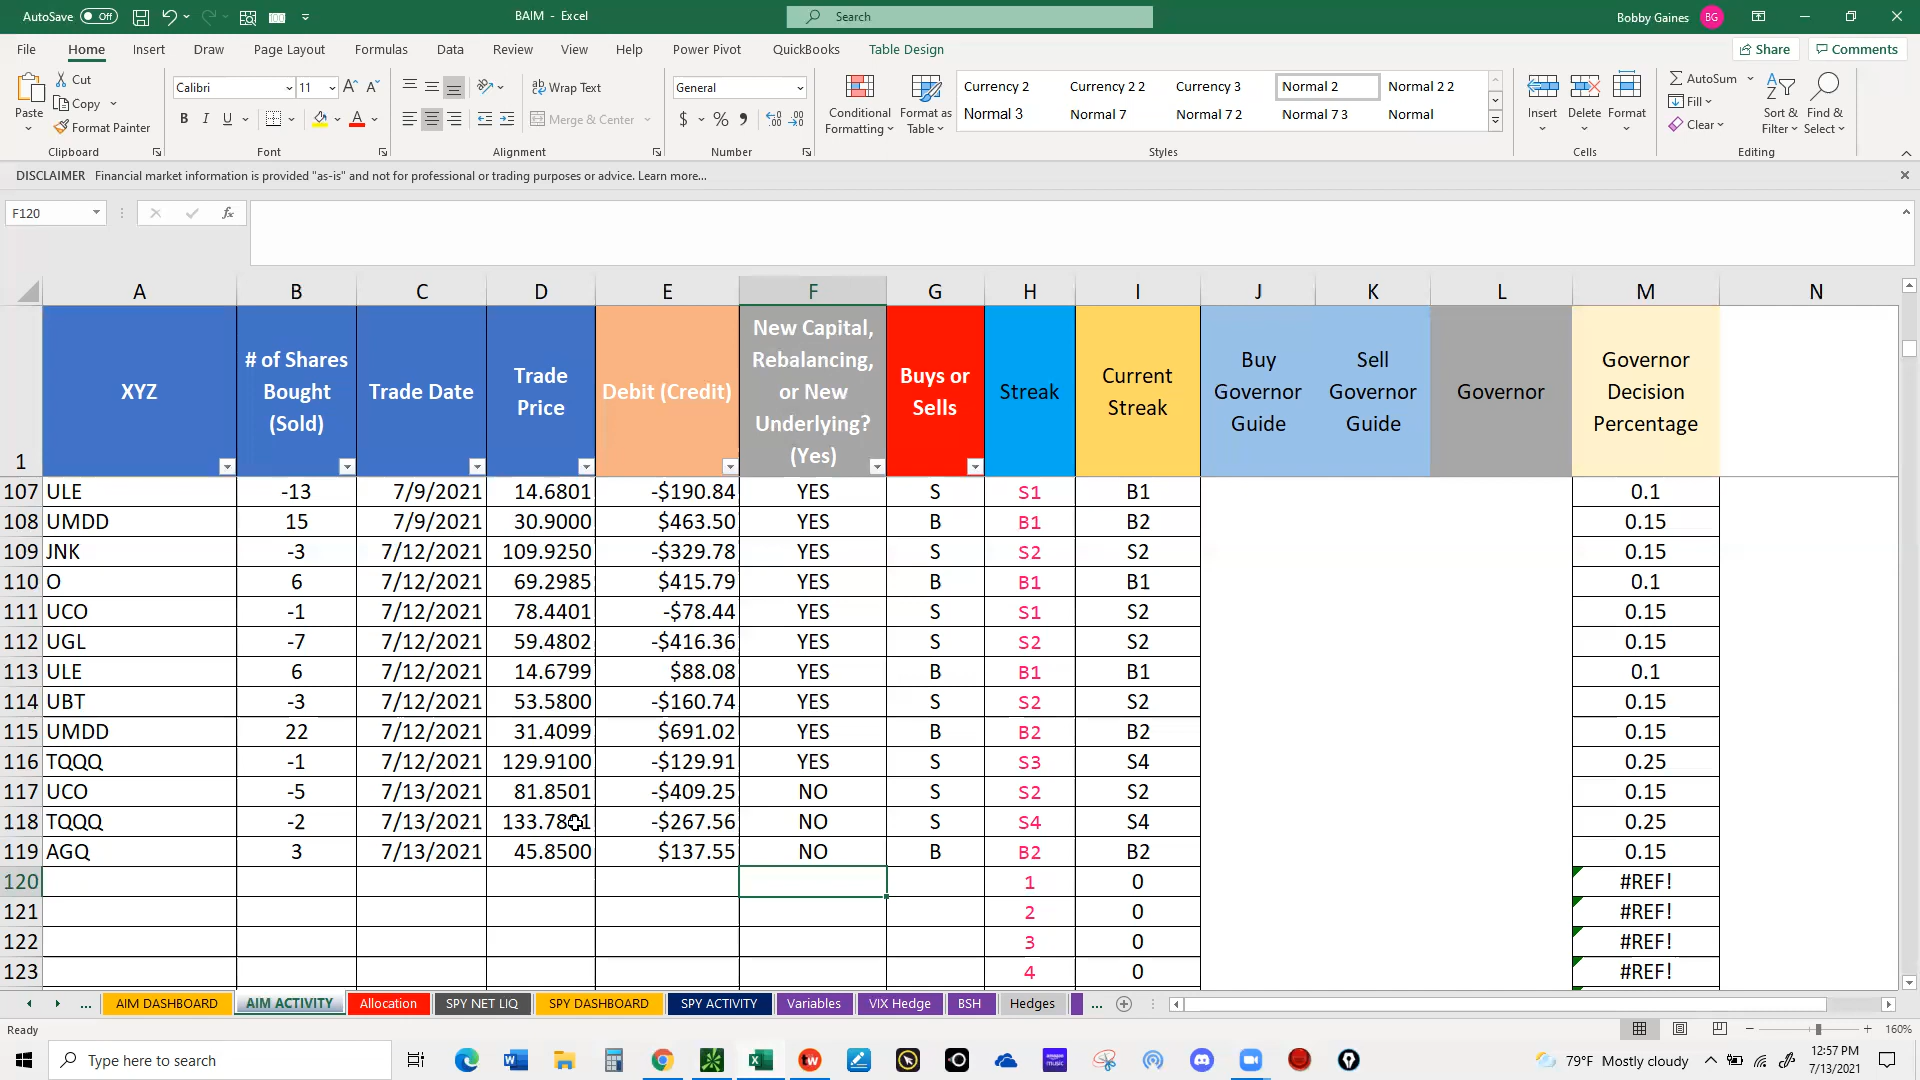 AutoSave Off
BAIM - Excel
Search
Bobby Gaines BG
File Home Insert Draw Page Layout Formulas Data Review View Help Power Pivot QuickBooks Table Design Share Comments
Paste Cut
Copy
Format Painter
Clipboard
Calibri 11
B I U
Font
Wrap Text
Merge & Center
Alignment
General
$ % 9
Number
Conditional Formatting
Format as Table
Currency 2 Currency 2 2 Currency 3 Normal 2 Normal 2 2
Normal 3 Normal 7 Normal 7 2 Normal 7 3 Normal
Styles
Insert Delete Format
Cells
AutoSum
Fill
Clear
Sort & Filter
Find & Select
Editing
DISCLAIMER Financial market information is provided "as-is" and not for professional or trading purposes or advice. Learn more...
F120 fx
A B C D E F G H I J K L M N
1 XYZ # of Shares Bought (Sold) Trade Date Trade Price Debit (Credit) New Capital, Rebalancing, or New Underlying? (Yes) Buys or Sells Streak Current Streak Buy Governor Guide Sell Governor Guide Governor Governor Decision Percentage
107 ULE -13 7/9/2021 14.6801 -$190.84 YES S S1 B1 0.1
108 UMDD 15 7/9/2021 30.9000 $463.50 YES B B1 B2 0.15
109 JNK -3 7/12/2021 109.9250 -$329.78 YES S S2 S2 0.15
110 O 6 7/12/2021 69.2985 $415.79 YES B B1 B1 0.1
111 UCO -1 7/12/2021 78.4401 -$78.44 YES S S1 S2 0.15
112 UGL -7 7/12/2021 59.4802 -$416.36 YES S S2 S2 0.15
113 ULE 6 7/12/2021 14.6799 $88.08 YES B B1 B1 0.1
114 UBT -3 7/12/2021 53.5800 -$160.74 YES S S2 S2 0.15
115 UMDD 22 7/12/2021 31.4099 $691.02 YES B B2 B2 0.15
116 TQQQ -1 7/12/2021 129.9100 -$129.91 YES S S3 S4 0.25
117 UCO -5 7/13/2021 81.8501 -$409.25 NO S S2 S2 0.15
118 TQQQ -2 7/13/2021 -$267.56 NO S S4 S4 0.25
119 AGQ 3 7/13/2021 45.8500 $137.55 NO B B2 B2 0.15
120 1 0 #REF!
121 2 0 #REF!
122 3 0 #REF!
123 4 0 #REF!
... AIM DASHBOARD AIM ACTIVITY Allocation SPY NET LIQ SPY DASHBOARD SPY ACTIVITY Variables VIX Hedge BSH Hedges ...
Ready 160%
Type here to search
79°F Mostly cloudy
12:57 PM
7/13/2021